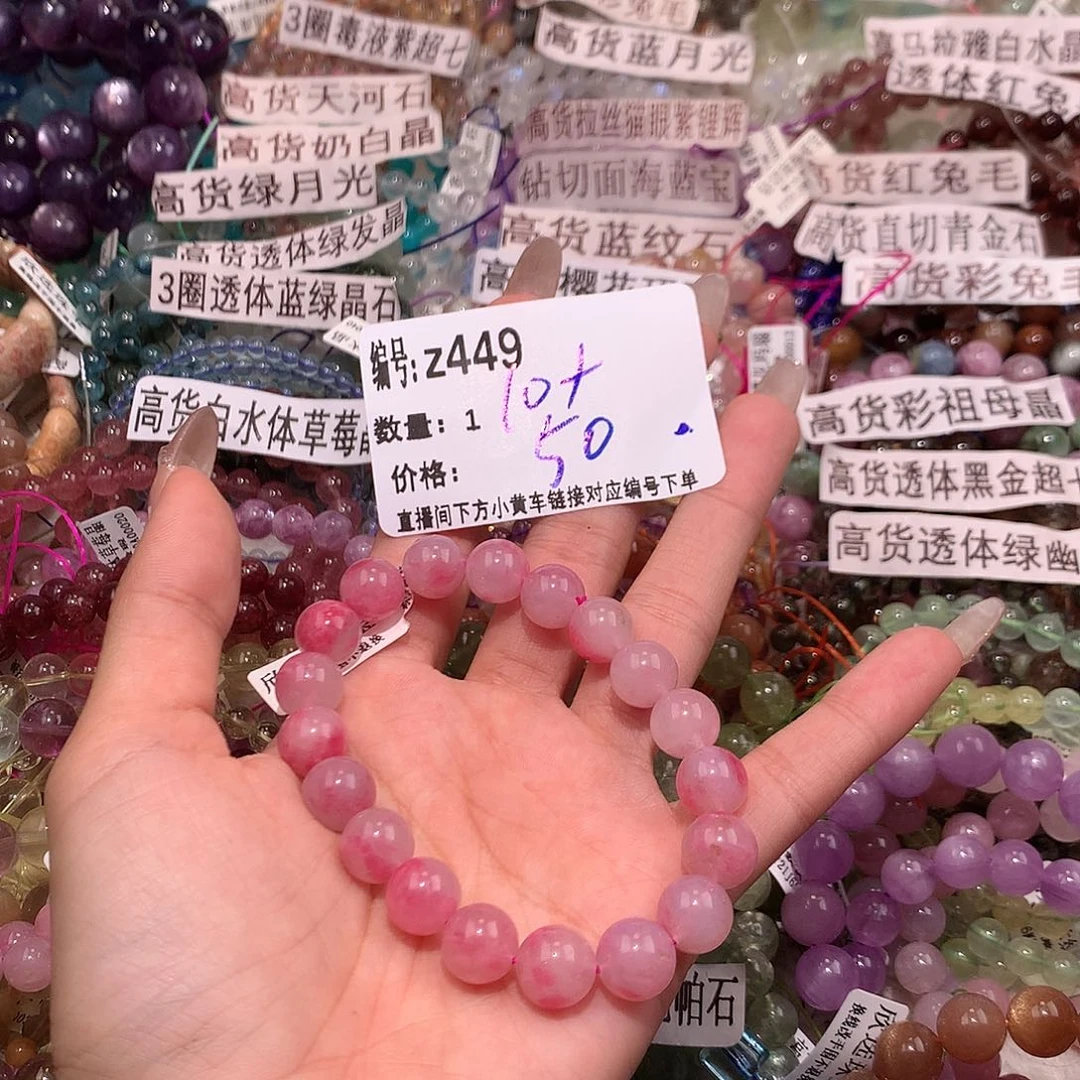 3圈毒液紫超七
高货蓝月光
喜马拉雅白水晶
透体红兔
高货天河石
高货奶白晶
高货绿月光
高货透体绿发晶
3圈透体蓝绿晶石
高货拉丝猫眼紫锂辉
钻切面海蓝宝
高货蓝纹石
高货红兔毛
高货直切青金石
高货彩兔毛
高货彩祖母晶
高货透体黑金超
高货透体绿幽
高货白水体草莓
编号:z449
10+
50
数量:1
价格:
直播间下方小黄车链接对应编号下单
帕石